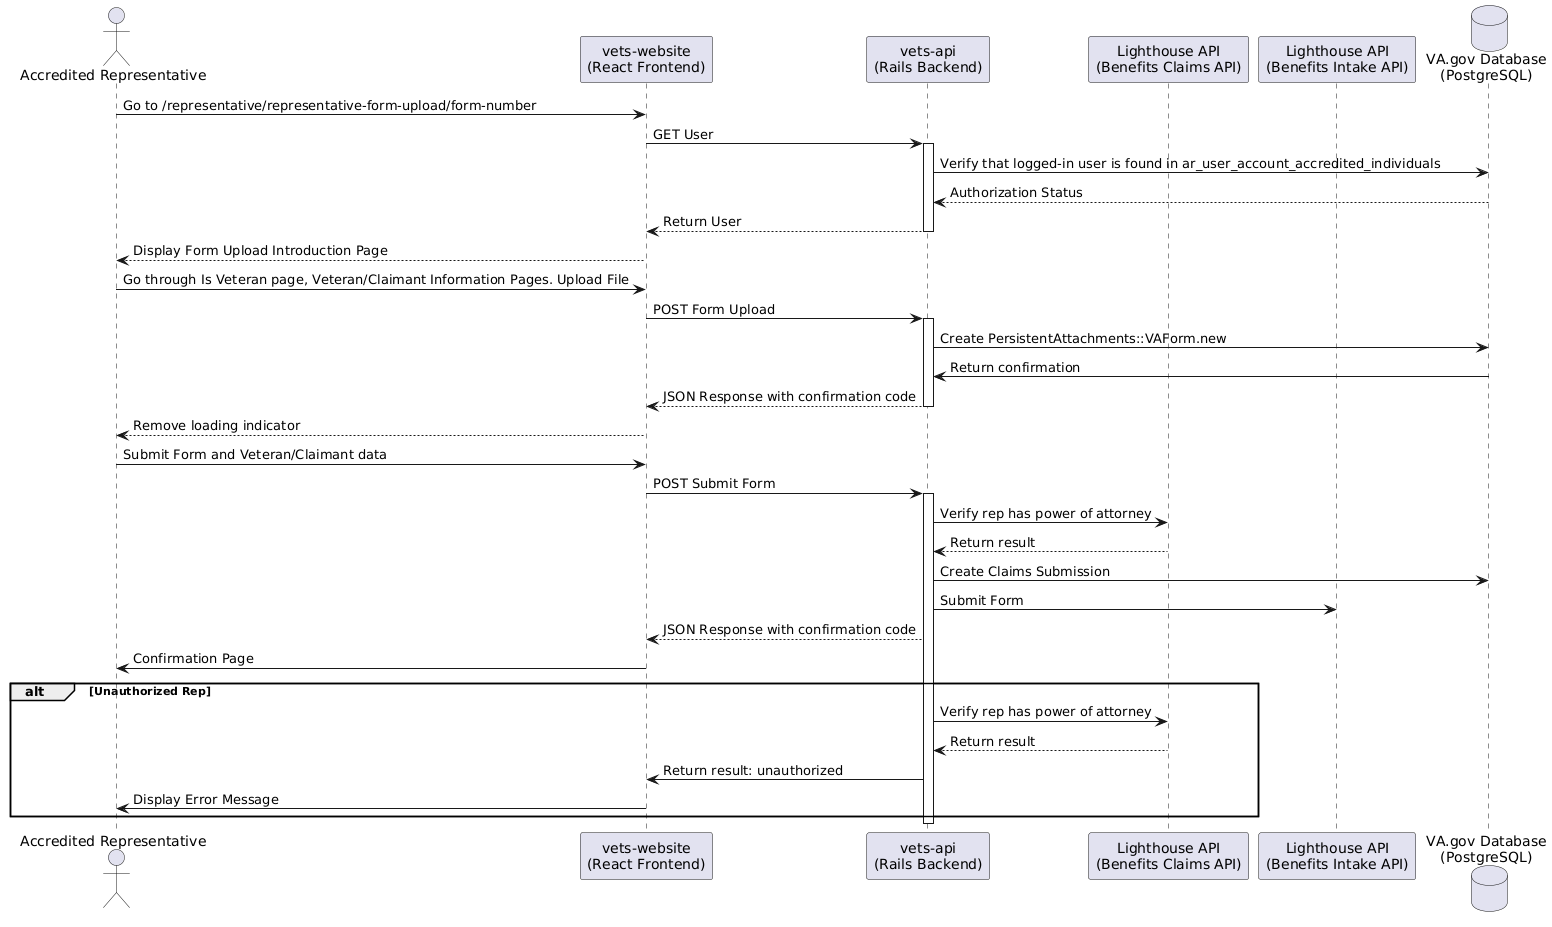 Accredited Representative
vets-website
(React Frontend)
vets-api
(Rails Backend)
Lighthouse API
(Benefits Claims API)
Lighthouse API
(Benefits Intake API)
VA.gov Database
(PostgreSQL)
Go to /representative/representative-form-upload/form-number
GET User
Verify that logged-in user is found in ar_user_account_accredited_individuals
Authorization Status
Return User
Display Form Upload Introduction Page
Go through Is Veteran page, Veteran/Claimant Information Pages. Upload File
POST Form Upload
Create PersistentAttachments::VAForm.new
Return confirmation
JSON Response with confirmation code
Remove loading indicator
Submit Form and Veteran/Claimant data
POST Submit Form
Verify rep has power of attorney
Return result
Create Claims Submission
Submit Form
JSON Response with confirmation code
Confirmation Page
alt [Unauthorized Rep]
Verify rep has power of attorney
Return result
Return result: unauthorized
Display Error Message
Accredited Representative
vets-website
(React Frontend)
vets-api
(Rails Backend)
Lighthouse API
(Benefits Claims API)
Lighthouse API
(Benefits Intake API)
VA.gov Database
(PostgreSQL)